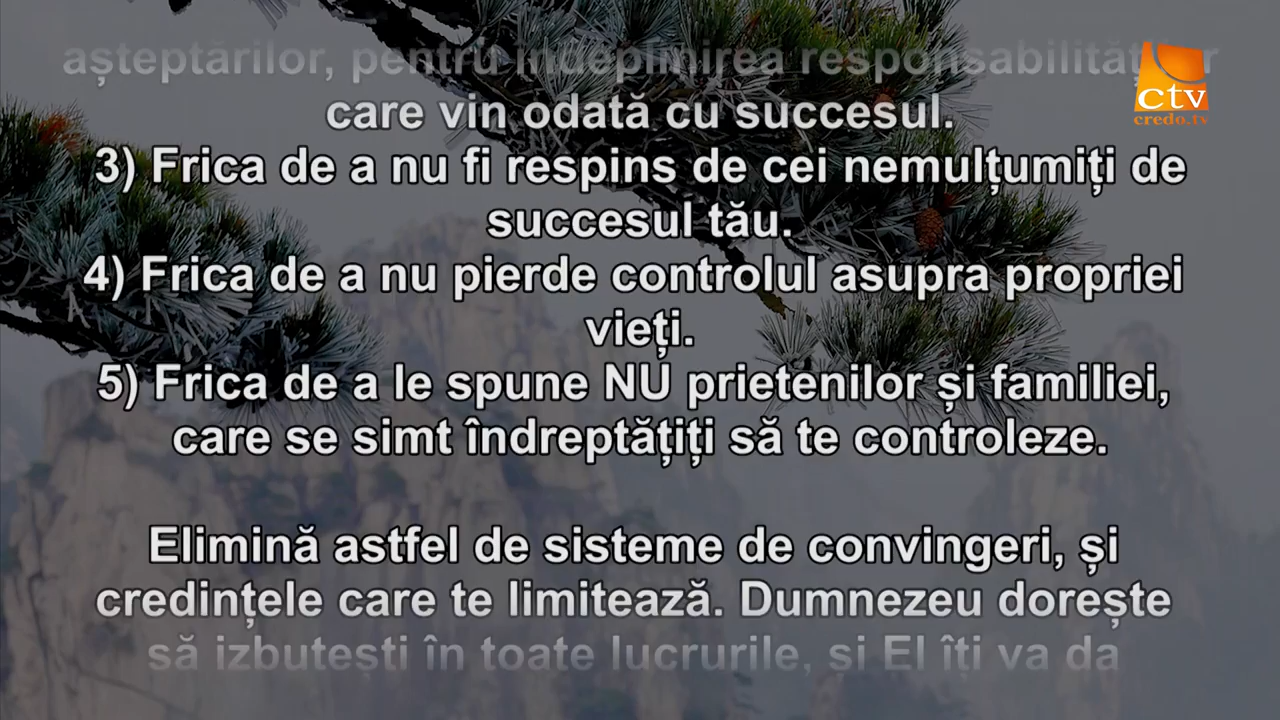 așteptărilor, pentru îndeplinirea responsabilităților
care vin odată cu succesul.
3) Frica de a nu fi respins de cei nemulțumiți de
succesul tău.
4) Frica de a nu pierde controlul asupra propriei
vieți.
5) Frica de a le spune NU prietenilor și familiei,
care se simt îndreptățiți să te controleze.
Elimină astfel de sisteme de convingeri, și
credințele care te limitează. Dumnezeu dorește
să izbutești în toate lucrurile, și El îți va da
ctv
credo.tv